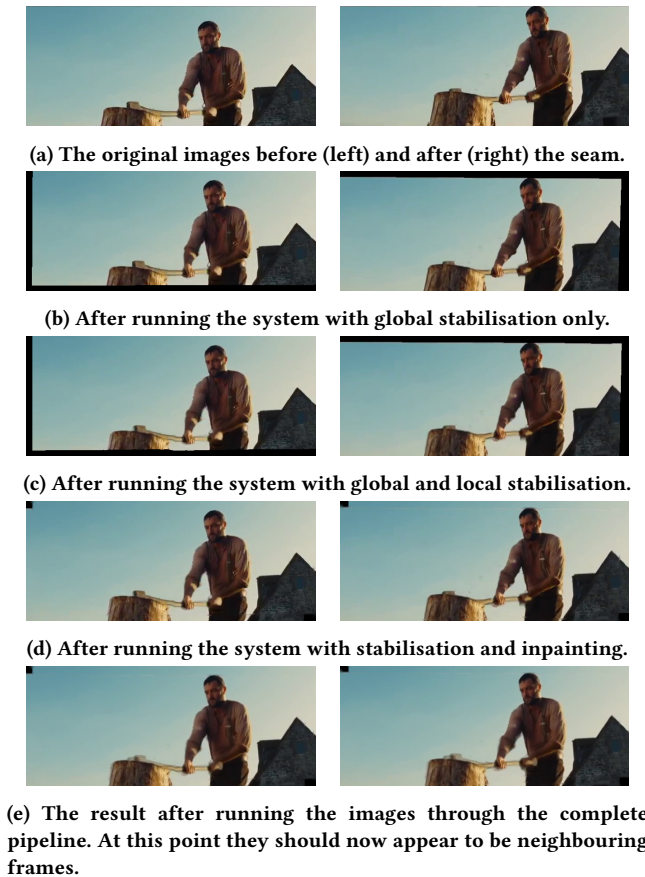 (a) The original images before (left) and after (right) the seam.
(b) After running the system with global stabilisation only.
(c) After running the system with global and local stabilisation.
(d) After running the system with stabilisation and inpainting.
(e) The result after running the images through the complete
pipeline. At this point they should now appear to be neighbouring
frames.